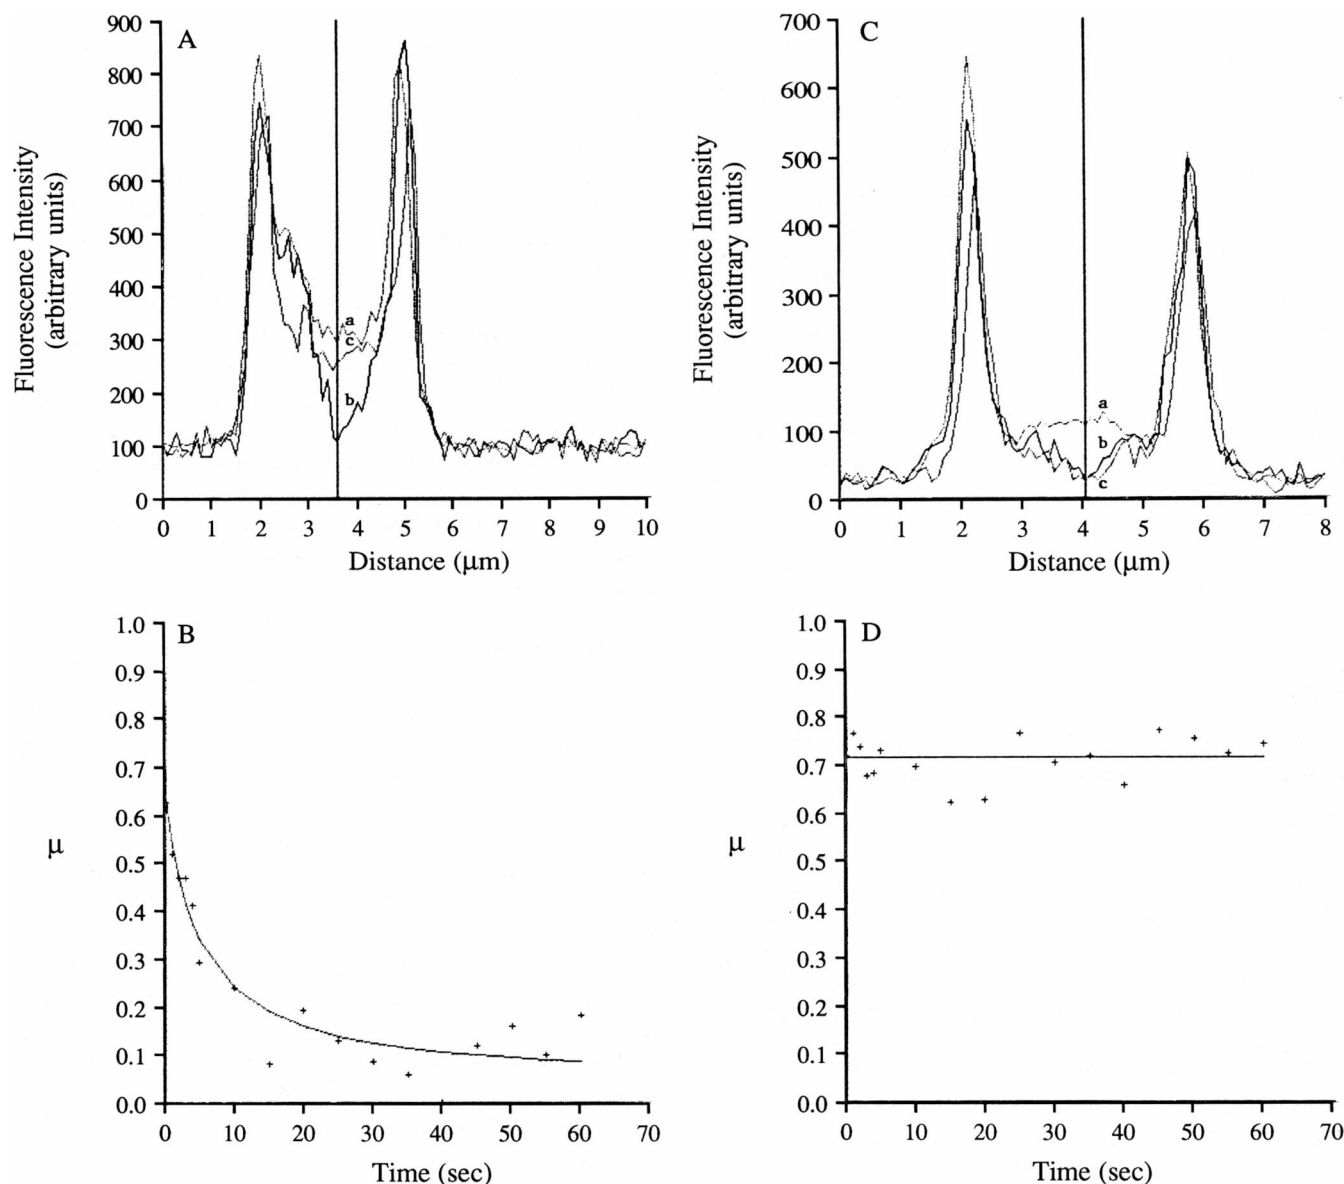 A
900
800
700
600
500
400
300
200
100
0
Fluorescence Intensity
(arbitrary units)
a
c
b
0 1 2 3 4 5 6 7 8 9 10
Distance (μm)
C
700
600
500
400
300
200
100
0
Fluorescence Intensity
(arbitrary units)
a
b
c
0 1 2 3 4 5 6 7 8
Distance (μm)
B
1.0
0.9
0.8
0.7
0.6
0.5
0.4
0.3
0.2
0.1
0.0
μ
0 10 20 30 40 50 60 70
Time (sec)
D
1.0
0.9
0.8
0.7
0.6
0.5
0.4
0.3
0.2
0.1
0.0
μ
0 10 20 30 40 50 60 70
Time (sec)